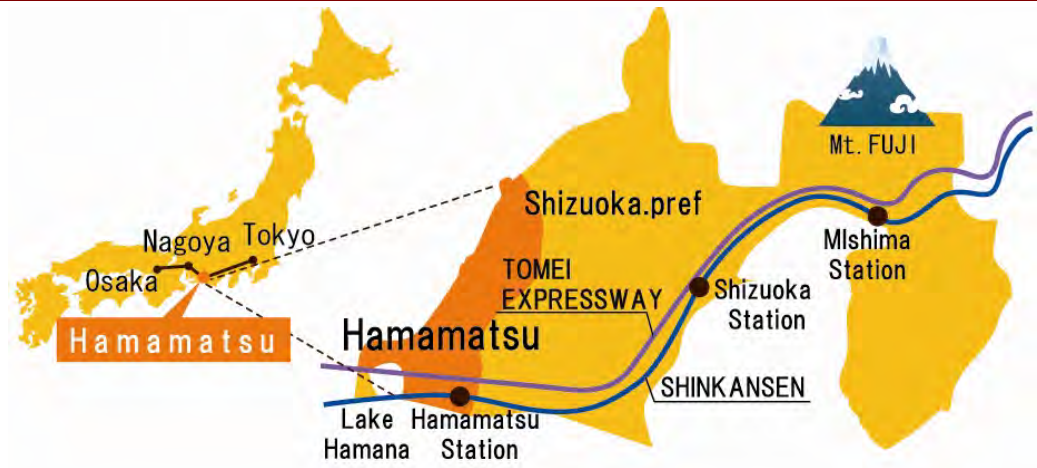 Nagoya
Tokyo
Osaka
Hamamatsu
Mt.FUJI
Shizuoka.pref
MIshima
Station
TOMEI
EXPRESSWAY
Shizuoka
Station
Hamamatsu
SHINKANSEN
Lake
Hamana
Hamamatsu
Station